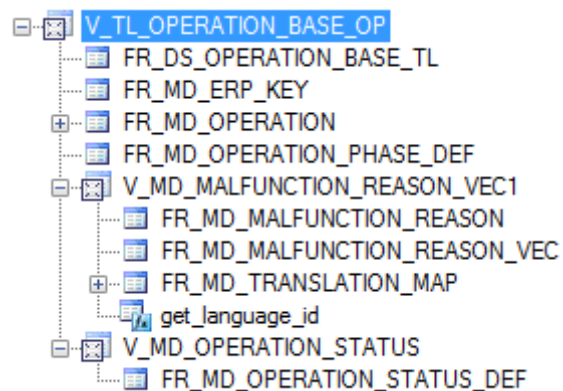 V_TL_OPERATION_BASE_OP
FR_DS_OPERATION_BASE_TL
FR_MD_ERP_KEY
FR_MD_OPERATION
FR_MD_OPERATION_PHASE_DEF
V_MD_MALFUNCTION_REASON_VEC1
FR_MD_MALFUNCTION_REASON
FR_MD_MALFUNCTION_REASON_VEC
FR_MD_TRANSLATION_MAP
get_language_id
V_MD_OPERATION_STATUS
FR_MD_OPERATION_STATUS_DEF